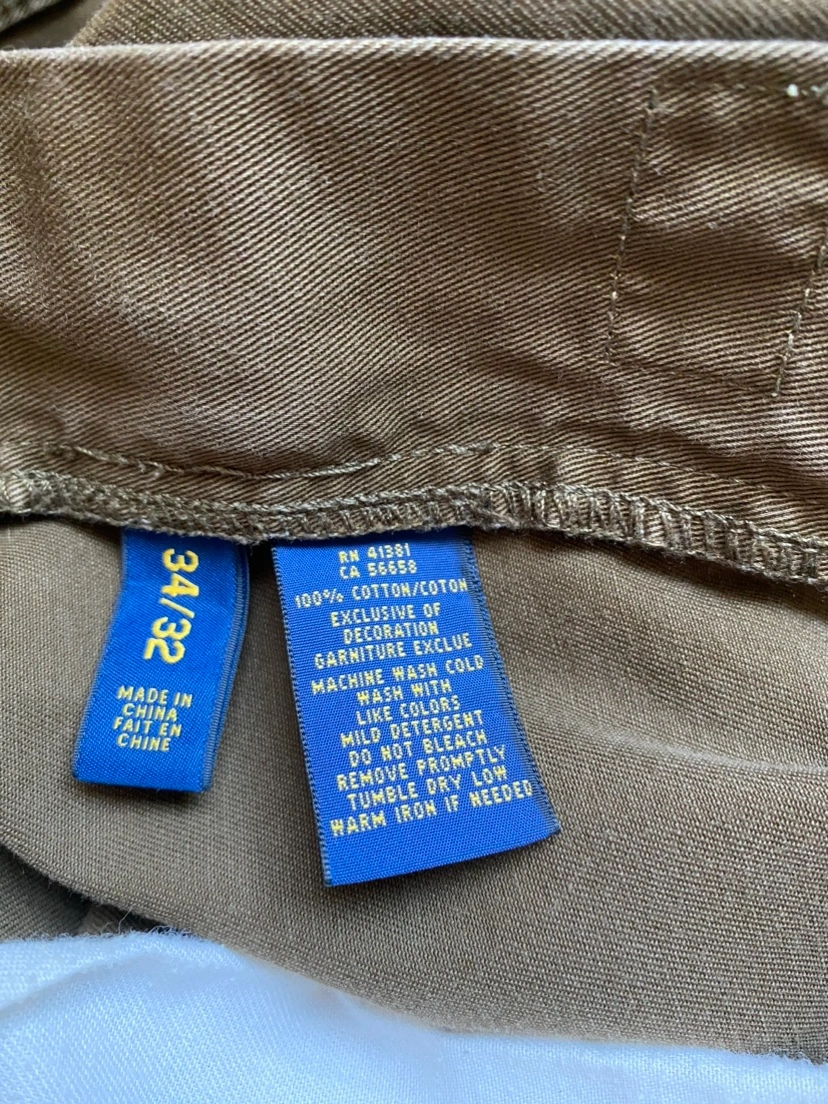 34/32
MADE IN
CHINA
FAIT EN
CHINE
RN 41381
CA 56658
100% COTTON/COTON
EXCLUSIVE OF
DECORATION
GARNITURE EXCLUE
MACHINE WASH COLD
WASH WITH
LIKE COLORS
MILD DETERGENT
DO NOT BLEACH
REMOVE PROMPTLY
TUMBLE DRY LOW
WARM IRON IF NEEDED